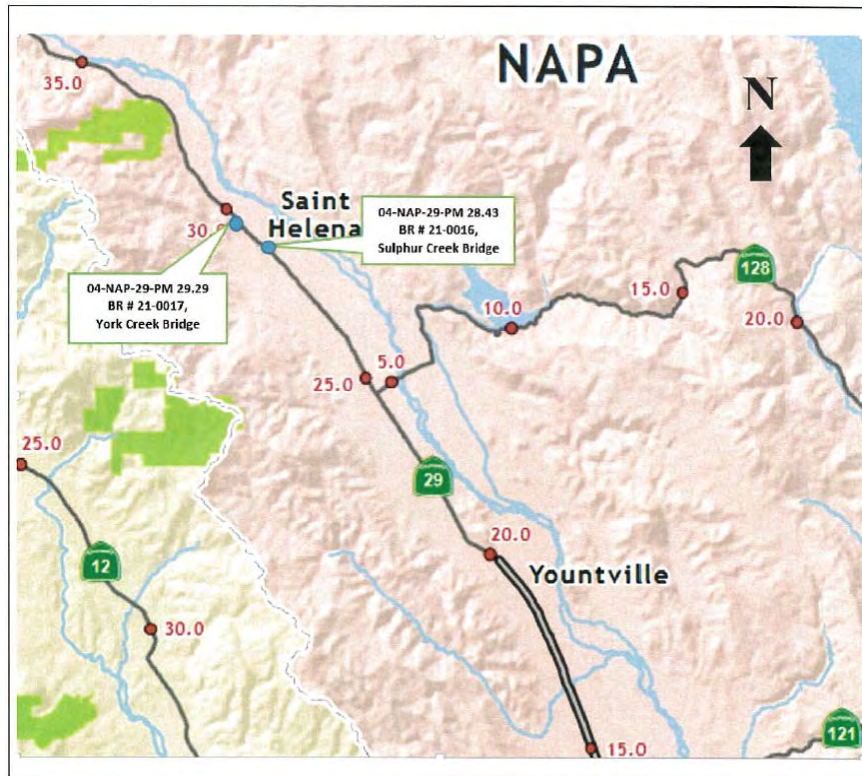 NAPA
N
35.0
Saint
Helena
30.0
04-NAP-29-PM 28.43
BR # 21-0016,
Sulphur Creek Bridge
04-NAP-29-PM 29.29
BR # 21-0017,
York Creek Bridge
128
15.0
10.0
20.0
5.0
25.0
25.0
29
20.0
Yountville
12
30.0
15.0
121